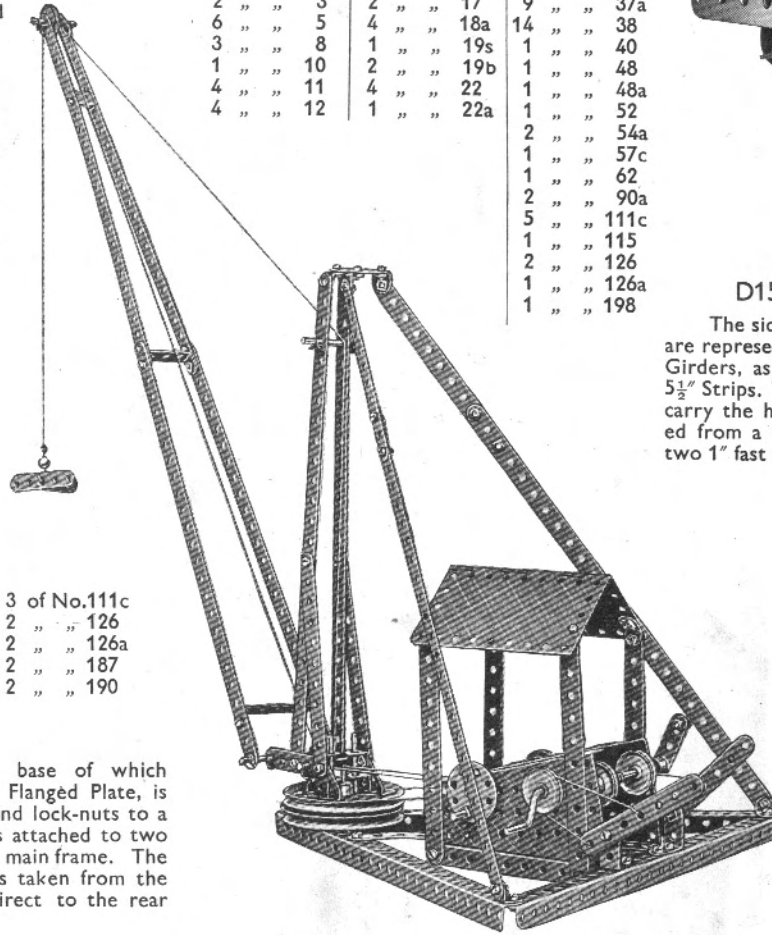 2 „ „ 3
6 „ „ 5
3 „ „ 8
1 „ „ 10
4 „ „ 11
4 „ „ 12
2 „ „ 17
4 „ „ 18a
1 „ „ 19s
2 „ „ 19b
4 „ „ 22
1 „ „ 22a
9 „ „ 37a
14 „ „ 38
1 „ „ 40
1 „ „ 48
1 „ „ 48a
1 „ „ 52
2 „ „ 54a
1 „ „ 57c
1 „ „ 62
2 „ „ 90a
5 „ „ 111c
1 „ „ 115
2 „ „ 126
1 „ „ 126a
1 „ „ 198
D15
The sid
are represe
Girders, as
5½″ Strips.
carry the h
ed from a
two 1″ fast
3 of No.111c
2 „ „ 126
2 „ „ 126a
2 „ „ 187
2 „ „ 190
base of which
Flanged Plate, is
nd lock-nuts to a
s attached to two
main frame. The
s taken from the
irect to the rear